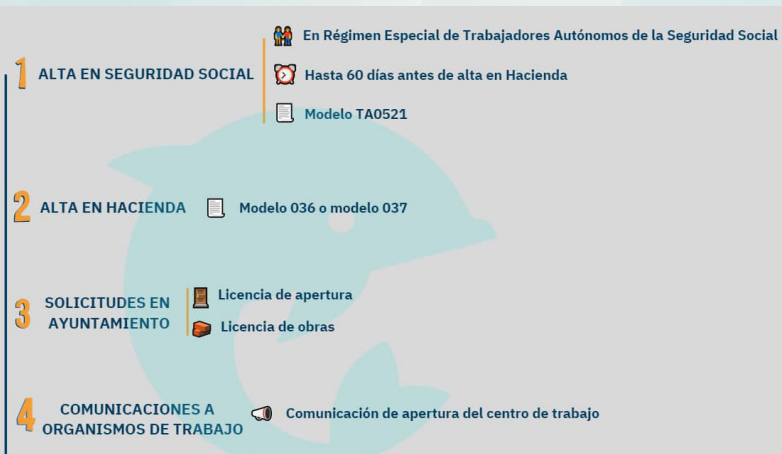 En Régimen Especial de Trabajadores Autónomos de la Seguridad Social
1 ALTA EN SEGURIDAD SOCIAL
Hasta 60 días antes de alta en Hacienda
Modelo TA0521
2 ALTA EN HACIENDA
Modelo 036 o modelo 037
3 SOLICITUDES EN
AYUNTAMIENTO
Licencia de apertura
Licencia de obras
4 COMUNICACIONES A
ORGANISMOS DE TRABAJO
Comunicación de apertura del centro de trabajo